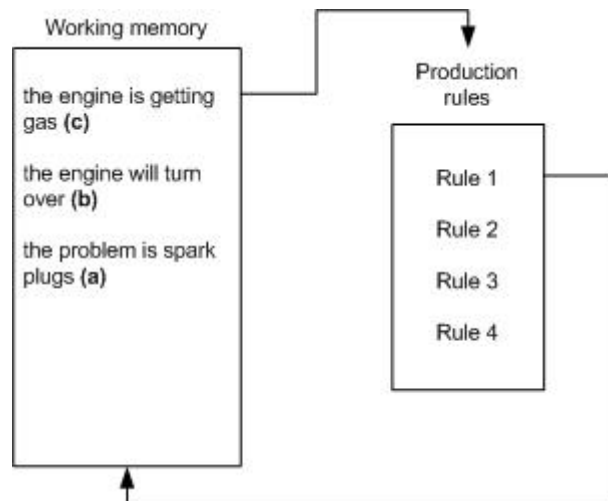 Working memory
the engine is getting
gas (c)
the engine will turn
over (b)
the problem is spark
plugs (a)
Production
rules
Rule 1
Rule 2
Rule 3
Rule 4